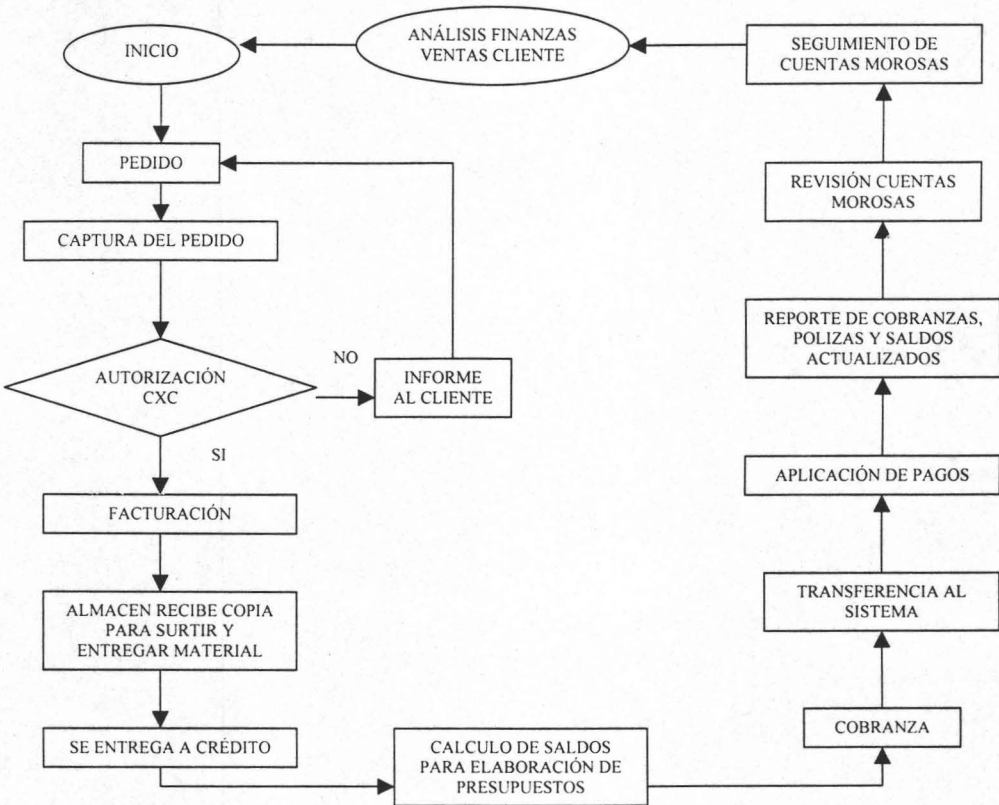 INICIO
ANÁLISIS FINANZAS
VENTAS CLIENTE
SEGUIMIENTO DE
CUENTAS MOROSAS
PEDIDO
REVISIÓN CUENTAS
MOROSAS
CAPTURA DEL PEDIDO
REPORTE DE COBRANZAS,
POLIZAS Y SALDOS
ACTUALIZADOS
AUTORIZACIÓN
CXC
NO
INFORME
AL CLIENTE
SI
APLICACIÓN DE PAGOS
FACTURACIÓN
ALMACEN RECIBE COPIA
PARA SURTIR Y
ENTREGAR MATERIAL
TRANSFERENCIA AL
SISTEMA
COBRANZA
SE ENTREGA A CRÉDITO
CALCULO DE SALDOS
PARA ELABORACIÓN DE
PRESUPUESTOS